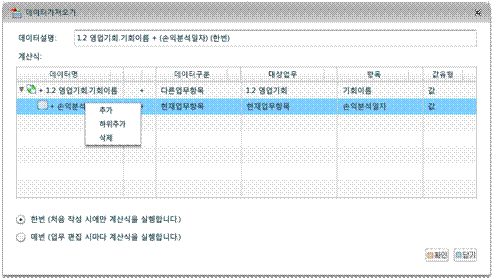 데이터가져오기
데이터설명: 1.2 영업기회.기회이름 + (손익분석일자) (한번)
계산식:
데이터명 데이터구분 대상업무 항목 값유형
+ 1.2 영업기회.기회이름 + 다른업무항목 1.2 영업기회 기회이름 값
+ 손익분석 현재업무항목 현재업무항목 손익분석일자 값
추가
하위추가
삭제
한번 (처음 작성 시에만 계산식을 실행합니다.)
매번 (업무 편집 시마다 계산식을 실행합니다.)
확인 닫기